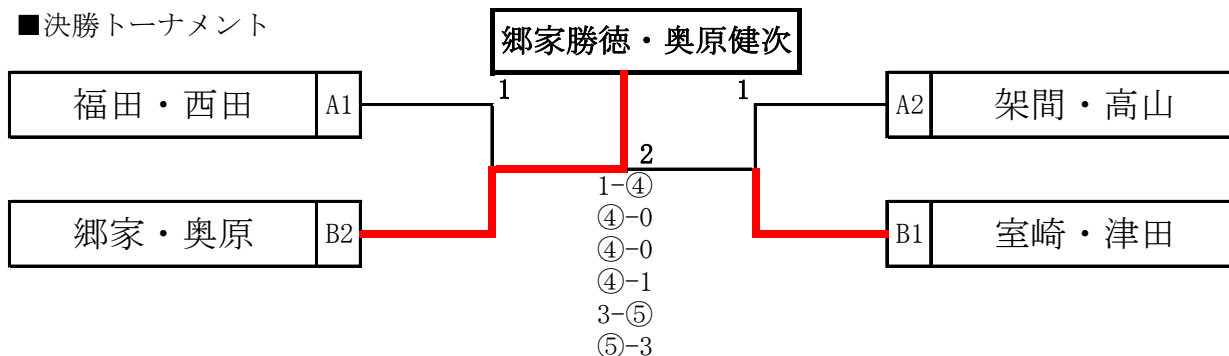 ■決勝トーナメント
郷家勝徳・奥原健次
福田・西田 A1
1
1
A2 架間・高山
2
1-④
④-0
④-0
④-1
3-⑤
⑤-3
郷家・奥原 B2
B1 室崎・津田